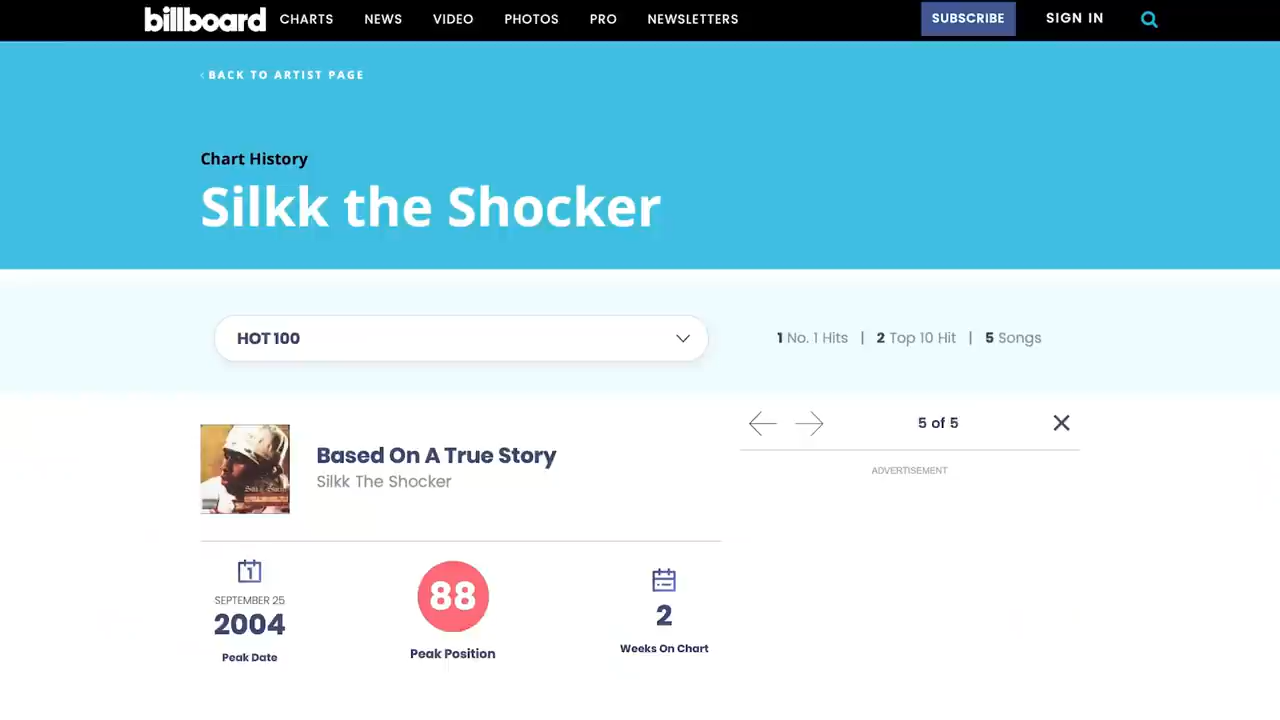 billboard CHARTS NEWS VIDEO PHOTOS PRO NEWSLETTERS SUBSCRIBE SIGN IN
BACK TO ARTIST PAGE
Chart History
Silkk the Shocker
HOT 100
1 No. 1 Hits | 2 Top 10 Hit | 5 Songs
5 of 5
ADVERTISEMENT
Based On A True Story
Silkk The Shocker
1
SEPTEMBER 25
2004
Peak Date
88
Peak Position
2
Weeks On Chart